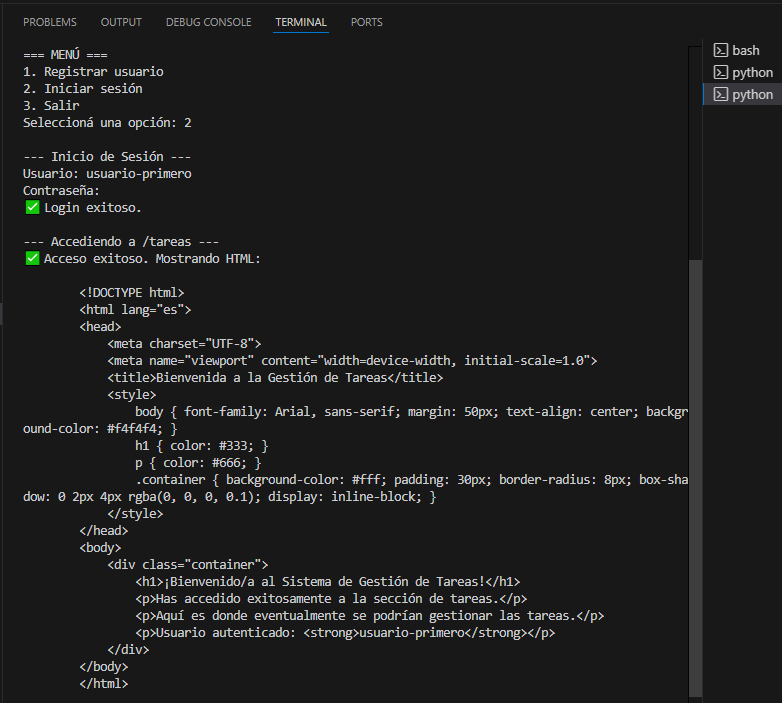 PROBLEMS OUTPUT DEBUG CONSOLE TERMINAL PORTS
bash
python
python
=== MENÚ ===
1. Registrar usuario
2. Iniciar sesión
3. Salir
Seleccioná una opción: 2
--- Inicio de Sesión ---
Usuario: usuario-primero
Contraseña:
✅ Login exitoso.
--- Accediendo a /tareas ---
✅ Acceso exitoso. Mostrando HTML:
<!DOCTYPE html>
<html lang="es">
<head>
<meta charset="UTF-8">
<meta name="viewport" content="width=device-width, initial-scale=1.0">
<title>Bienvenida a la Gestión de Tareas</title>
<style>
body { font-family: Arial, sans-serif; margin: 50px; text-align: center; backgr
ound-color: #f4f4f4; }
h1 { color: #333; }
p { color: #666; }
.container { background-color: #fff; padding: 30px; border-radius: 8px; box-sha
dow: 0 2px 4px rgba(0, 0, 0, 0.1); display: inline-block; }
</style>
</head>
<body>
<div class="container">
<h1>¡Bienvenido/a al Sistema de Gestión de Tareas!</h1>
<p>Has accedido exitosamente a la sección de tareas.</p>
<p>Aquí es donde eventualmente se podrían gestionar las tareas.</p>
<p>Usuario autenticado: <strong>usuario-primero</strong></p>
</div>
</body>
</html>